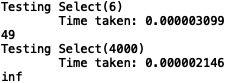 Testing Select(6)
Time taken: 0.000003099
49
Testing Select(4000)
Time taken: 0.000002146
inf